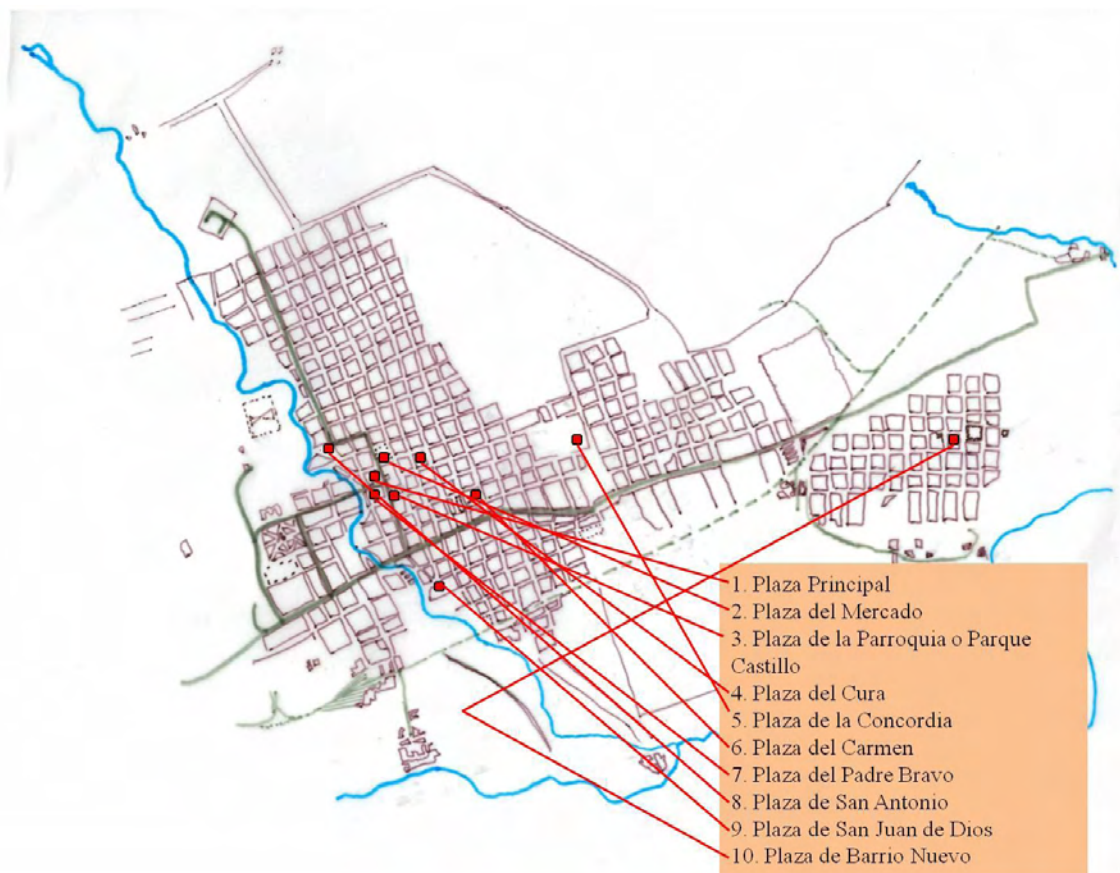 1. Plaza Principal
2. Plaza del Mercado
3. Plaza de la Parroquia o Parque
Castillo
4. Plaza del Cura
5. Plaza de la Concordia
6. Plaza del Carmen
7. Plaza del Padre Bravo
8. Plaza de San Antonio
9. Plaza de San Juan de Dios
10. Plaza de Barrio Nuevo